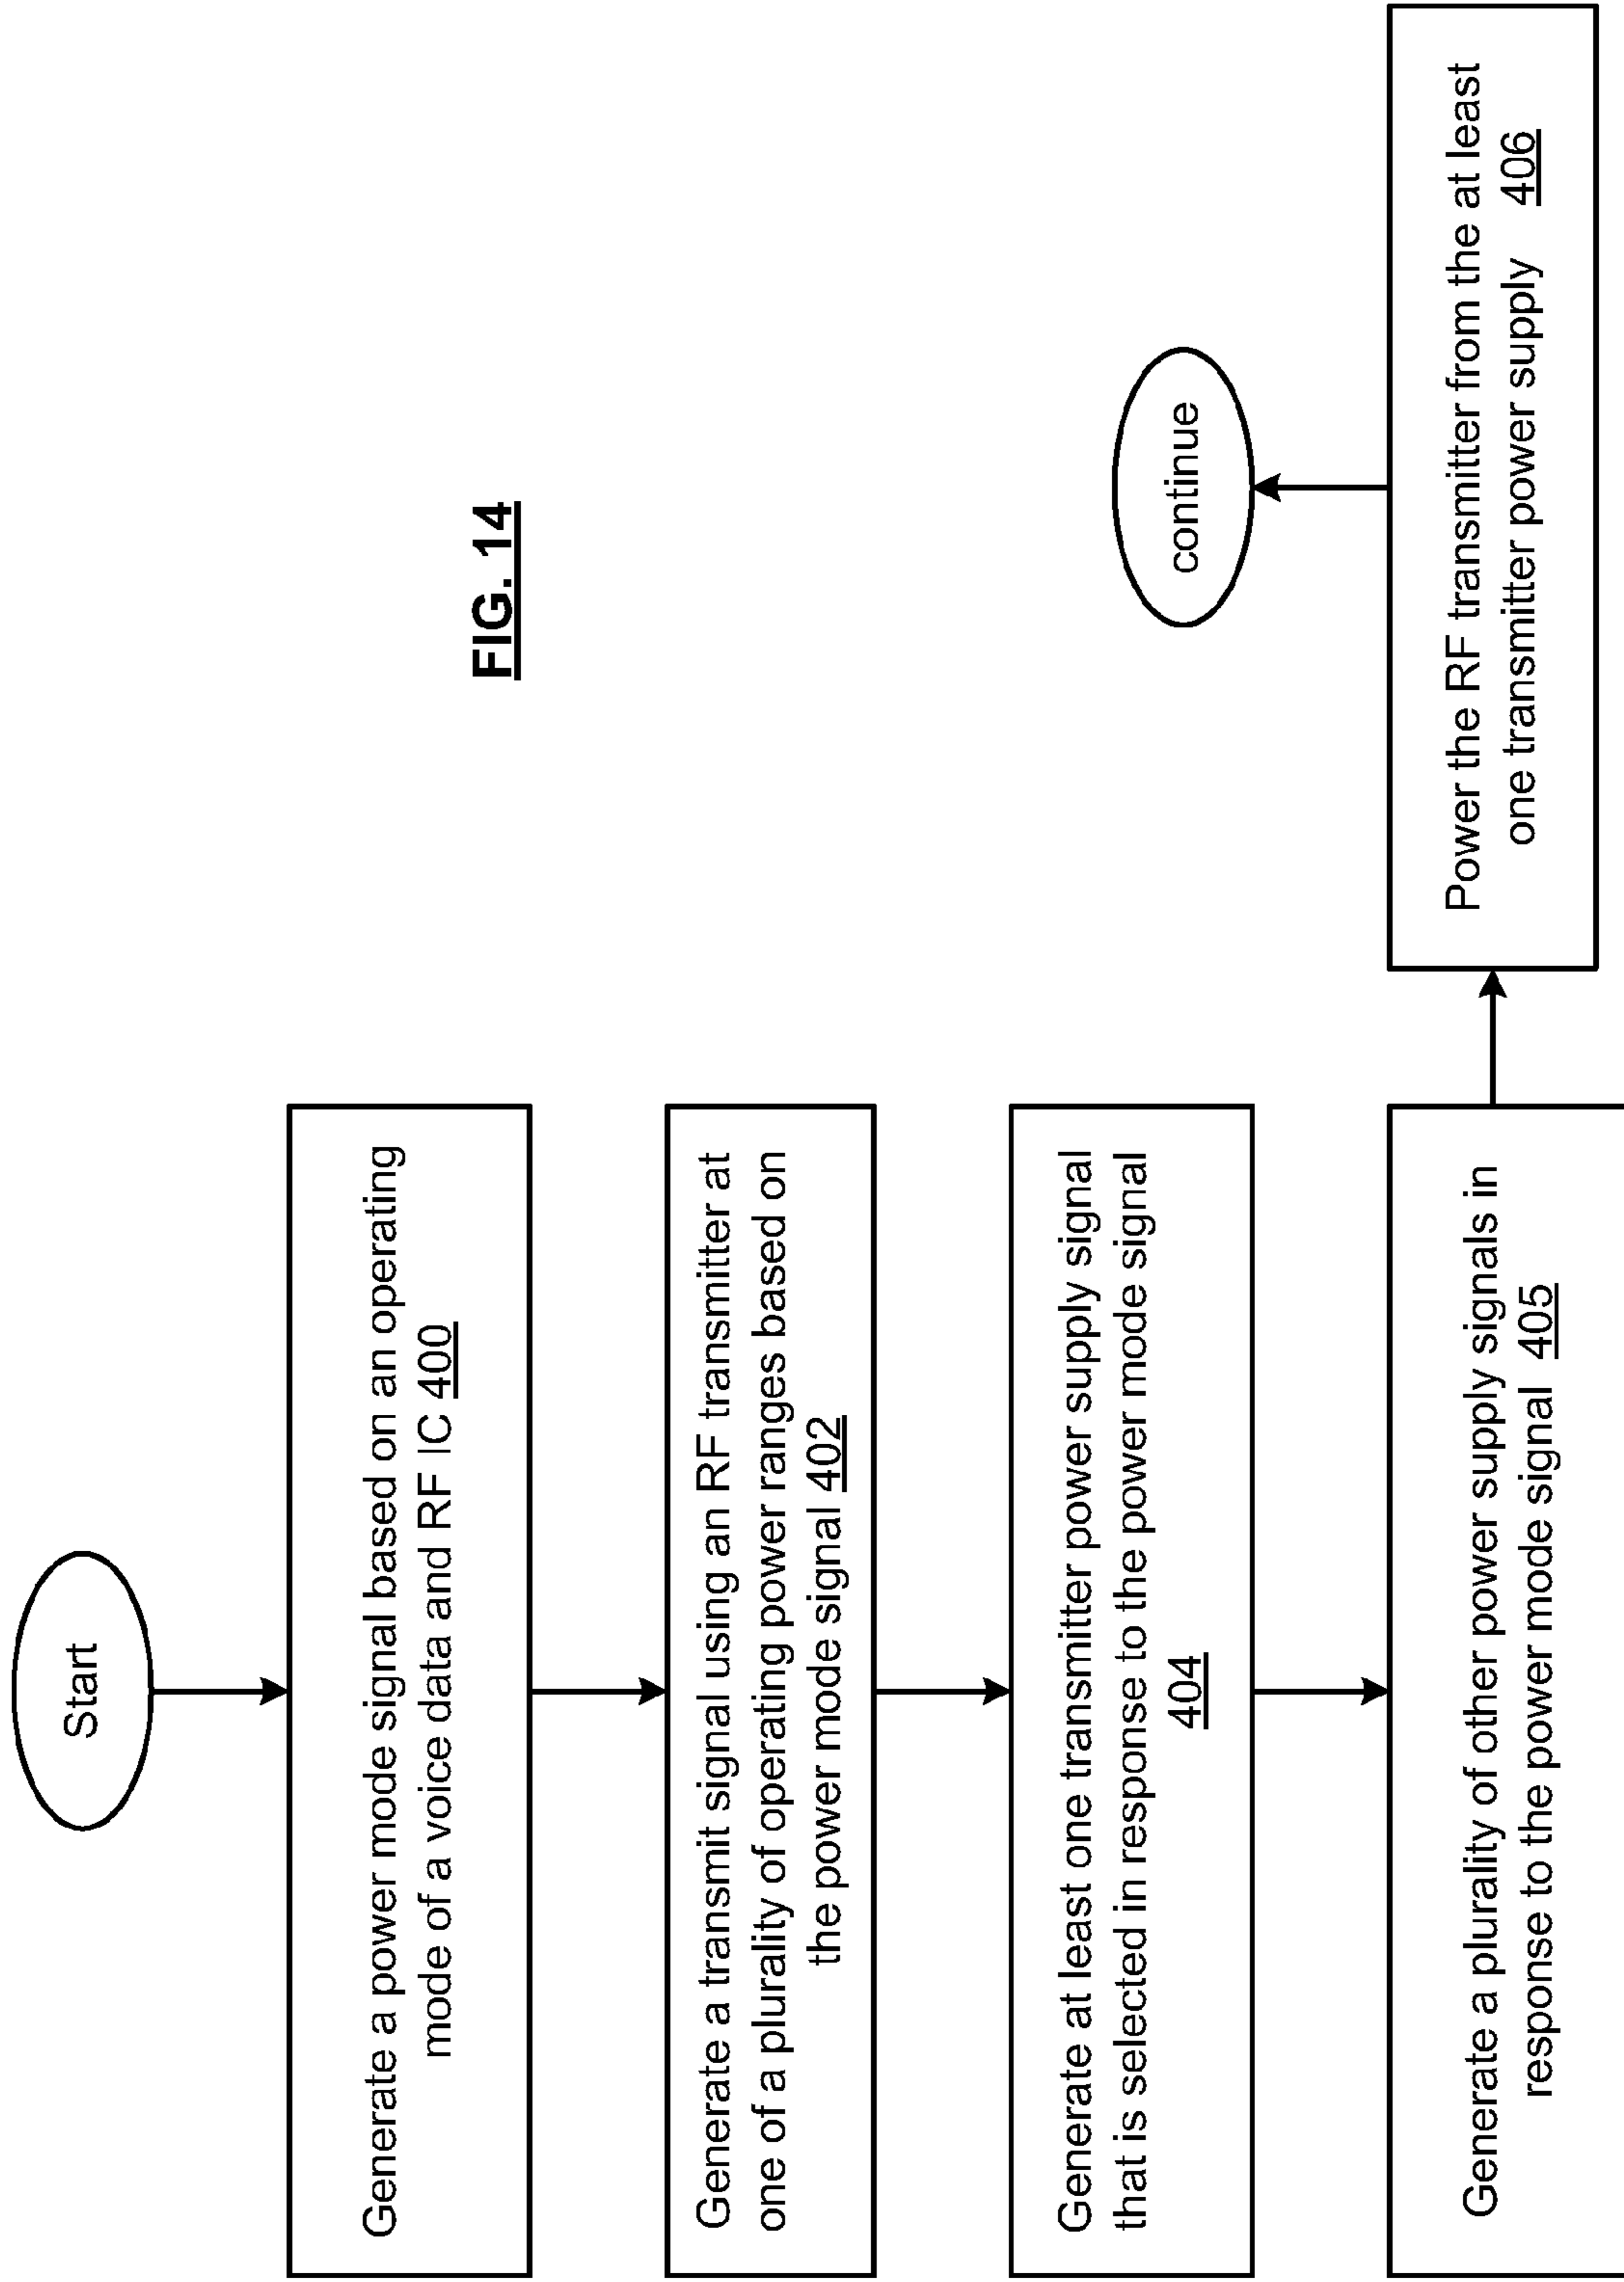 Start
Generate a power mode signal based on an operating
mode of a voice data and RF IC 400
Generate a transmit signal using an RF transmitter at
one of a plurality of operating power ranges based on
the power mode signal 402
Generate at least one transmitter power supply signal
that is selected in response to the power mode signal
404
Generate a plurality of other power supply signals in
response to the power mode signal 405
Power the RF transmitter from the at least
one transmitter power supply 406
continue
FIG. 14